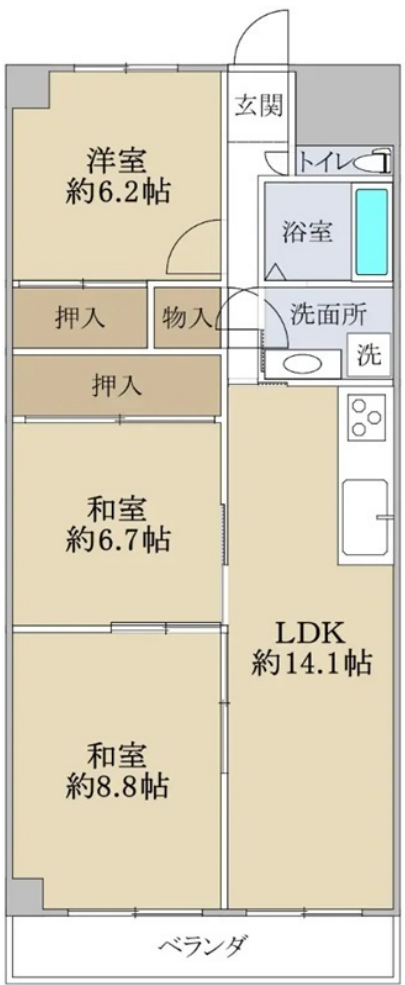 玄関
洋室
約6.2帖
トイレ
浴室
押入
物入
洗面所
洗
押入
和室
約6.7帖
LDK
約14.1帖
和室
約8.8帖
ベランダ